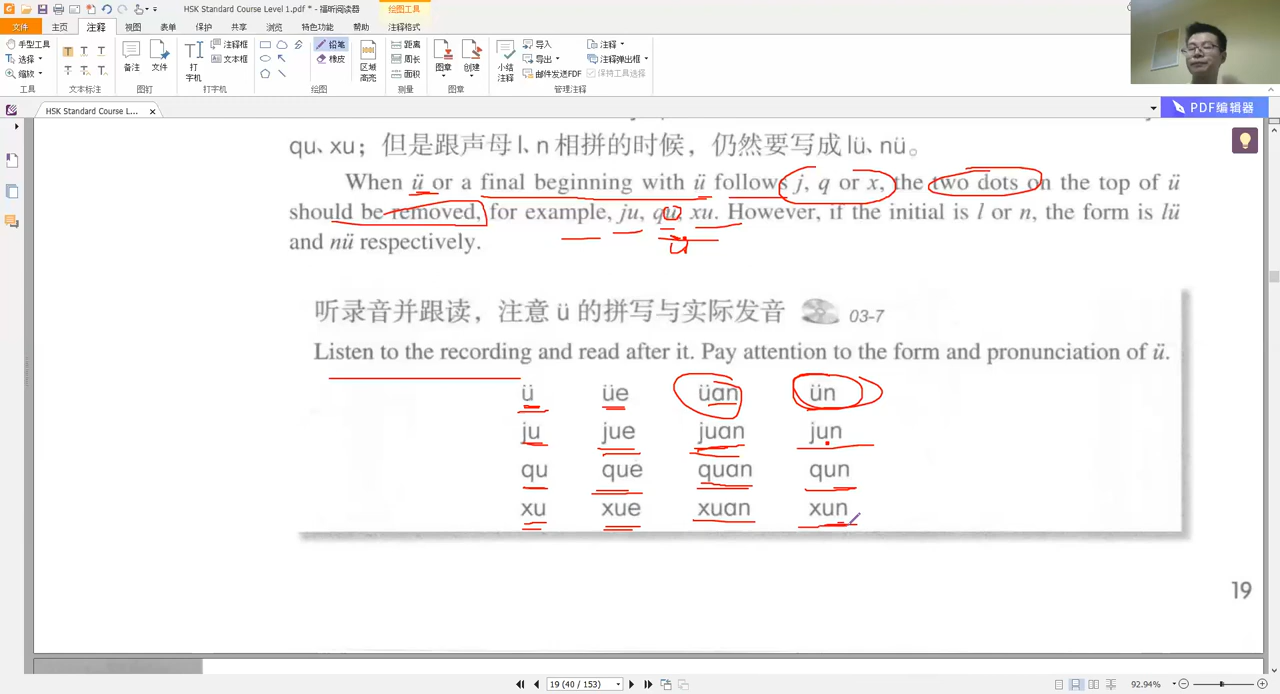 HSK Standard Course Level 1.pdf * - 福昕阅读器
绘图工具
文件 主页 注释 视图 表单 保护 共享 浏览 特色功能 帮助 注释格式
手型工具
选择
缩放
工具
文本标注
备注 文件
图钉
打字机
注释框
文本框
打字机
铅笔
橡皮
区域高亮
绘图
距离
周长
面积
测量
图章 创建
图章
小结注释
导入
导出
邮件发送PDF
注释
注释弹出框
保持工具选择
管理注释
HSK Standard Course L...
PDF编辑器
qu、xu；但是跟声母 l、n 相拼的时候，仍然要写成 lü、nü。
When ü or a final beginning with ü follows j, q or x, the two dots on the top of ü
should be removed, for example, ju, qu, xu. However, if the initial is l or n, the form is lü
and nü respectively.
听录音并跟读，注意 ü 的拼写与实际发音 03-7
Listen to the recording and read after it. Pay attention to the form and pronunciation of ü.
ü üe üan ün
ju jue juan jun
qu que quan qun
xu xue xuan xun
19
19 (40 / 153)
92.94%